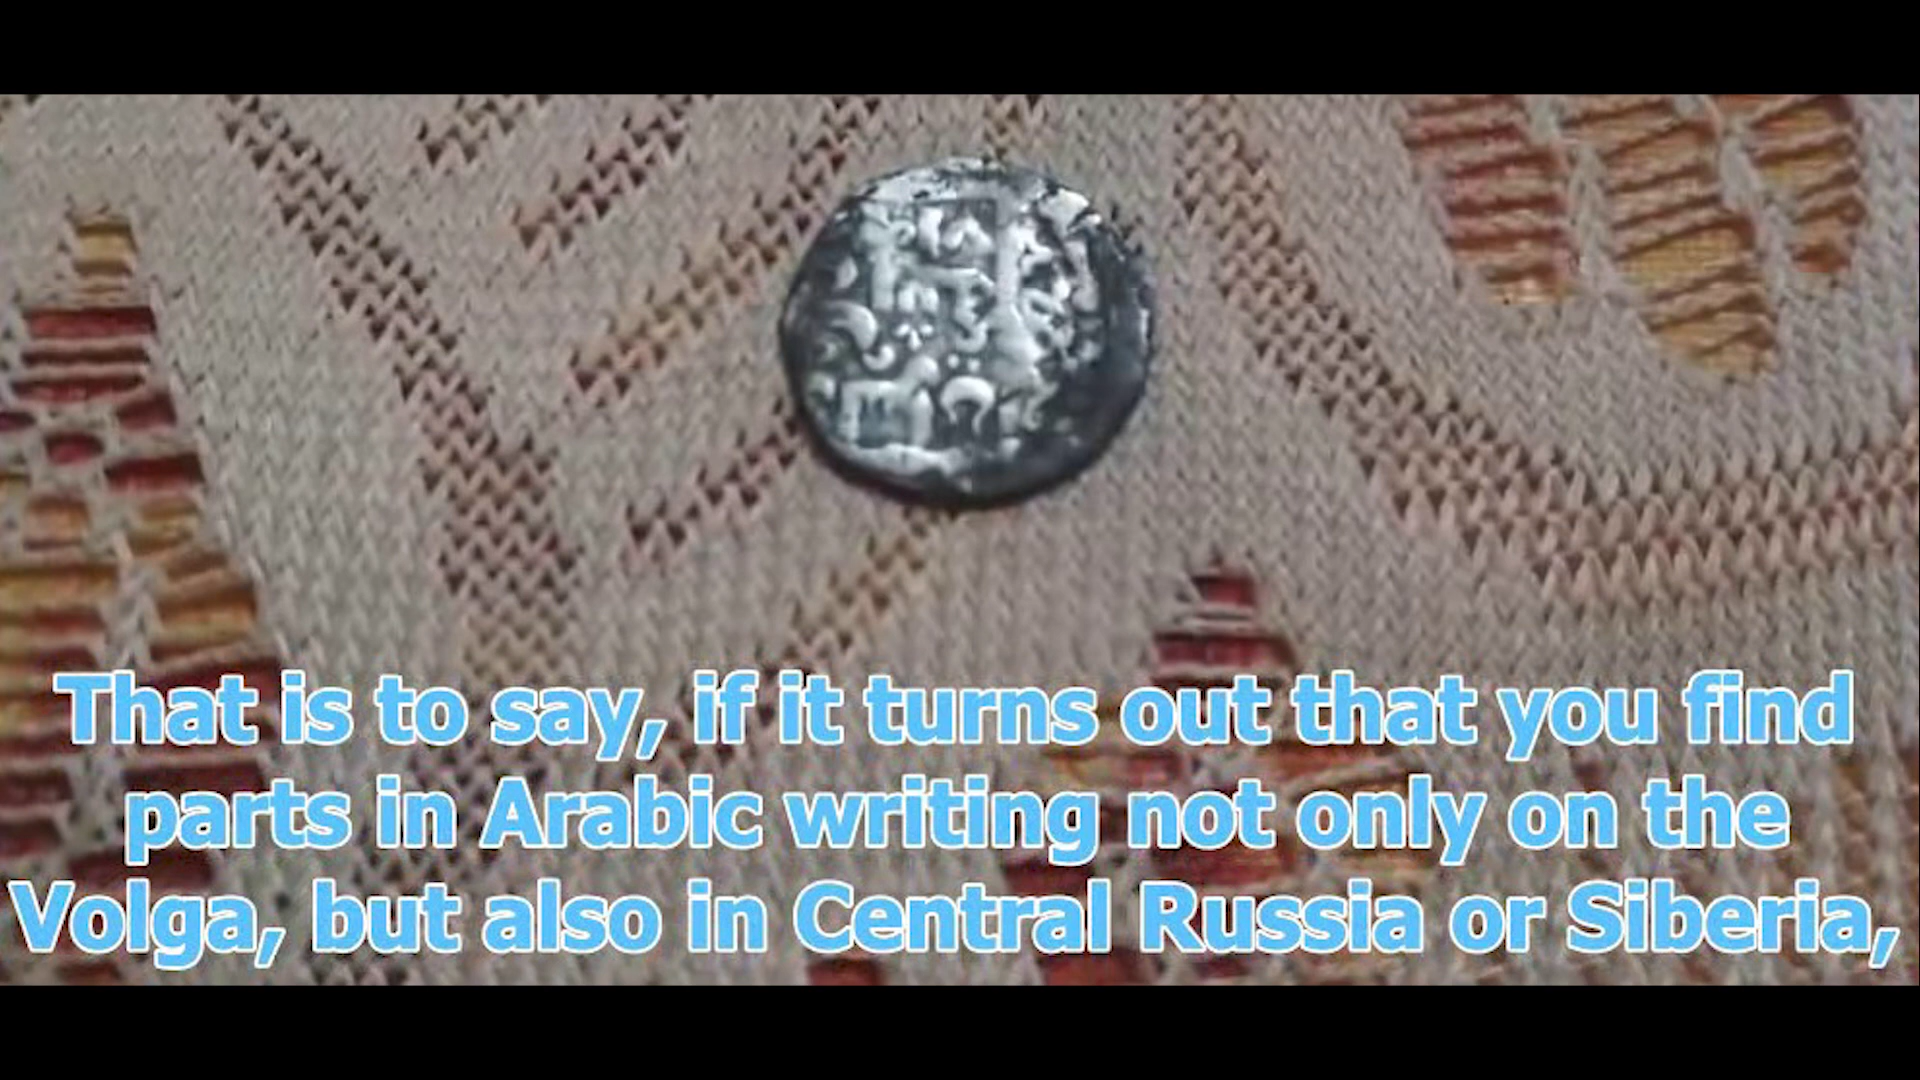 That is to say, if it turns out that you find
parts in Arabic writing not only on the
Volga, but also in Central Russia or Siberia,